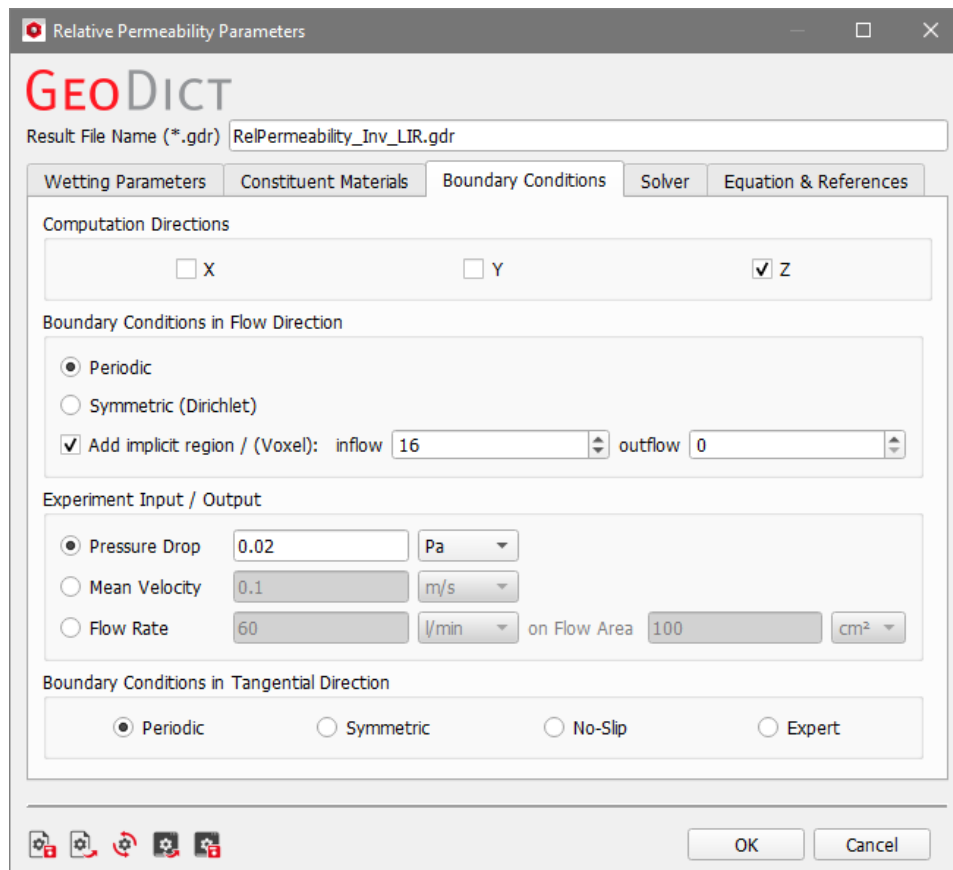 Relative Permeability Parameters
GEODICT
Result File Name (*.gdr) RelPermeability_Inv_LIR.gdr
Wetting Parameters Constituent Materials Boundary Conditions Solver Equation & References
Computation Directions
X Y Z
Boundary Conditions in Flow Direction
Periodic
Symmetric (Dirichlet)
Add implicit region / (Voxel): inflow 16 outflow 0
Experiment Input / Output
Pressure Drop 0.02 Pa
Mean Velocity 0.1 m/s
Flow Rate 60 l/min on Flow Area 100 cm²
Boundary Conditions in Tangential Direction
Periodic Symmetric No-Slip Expert
OK Cancel